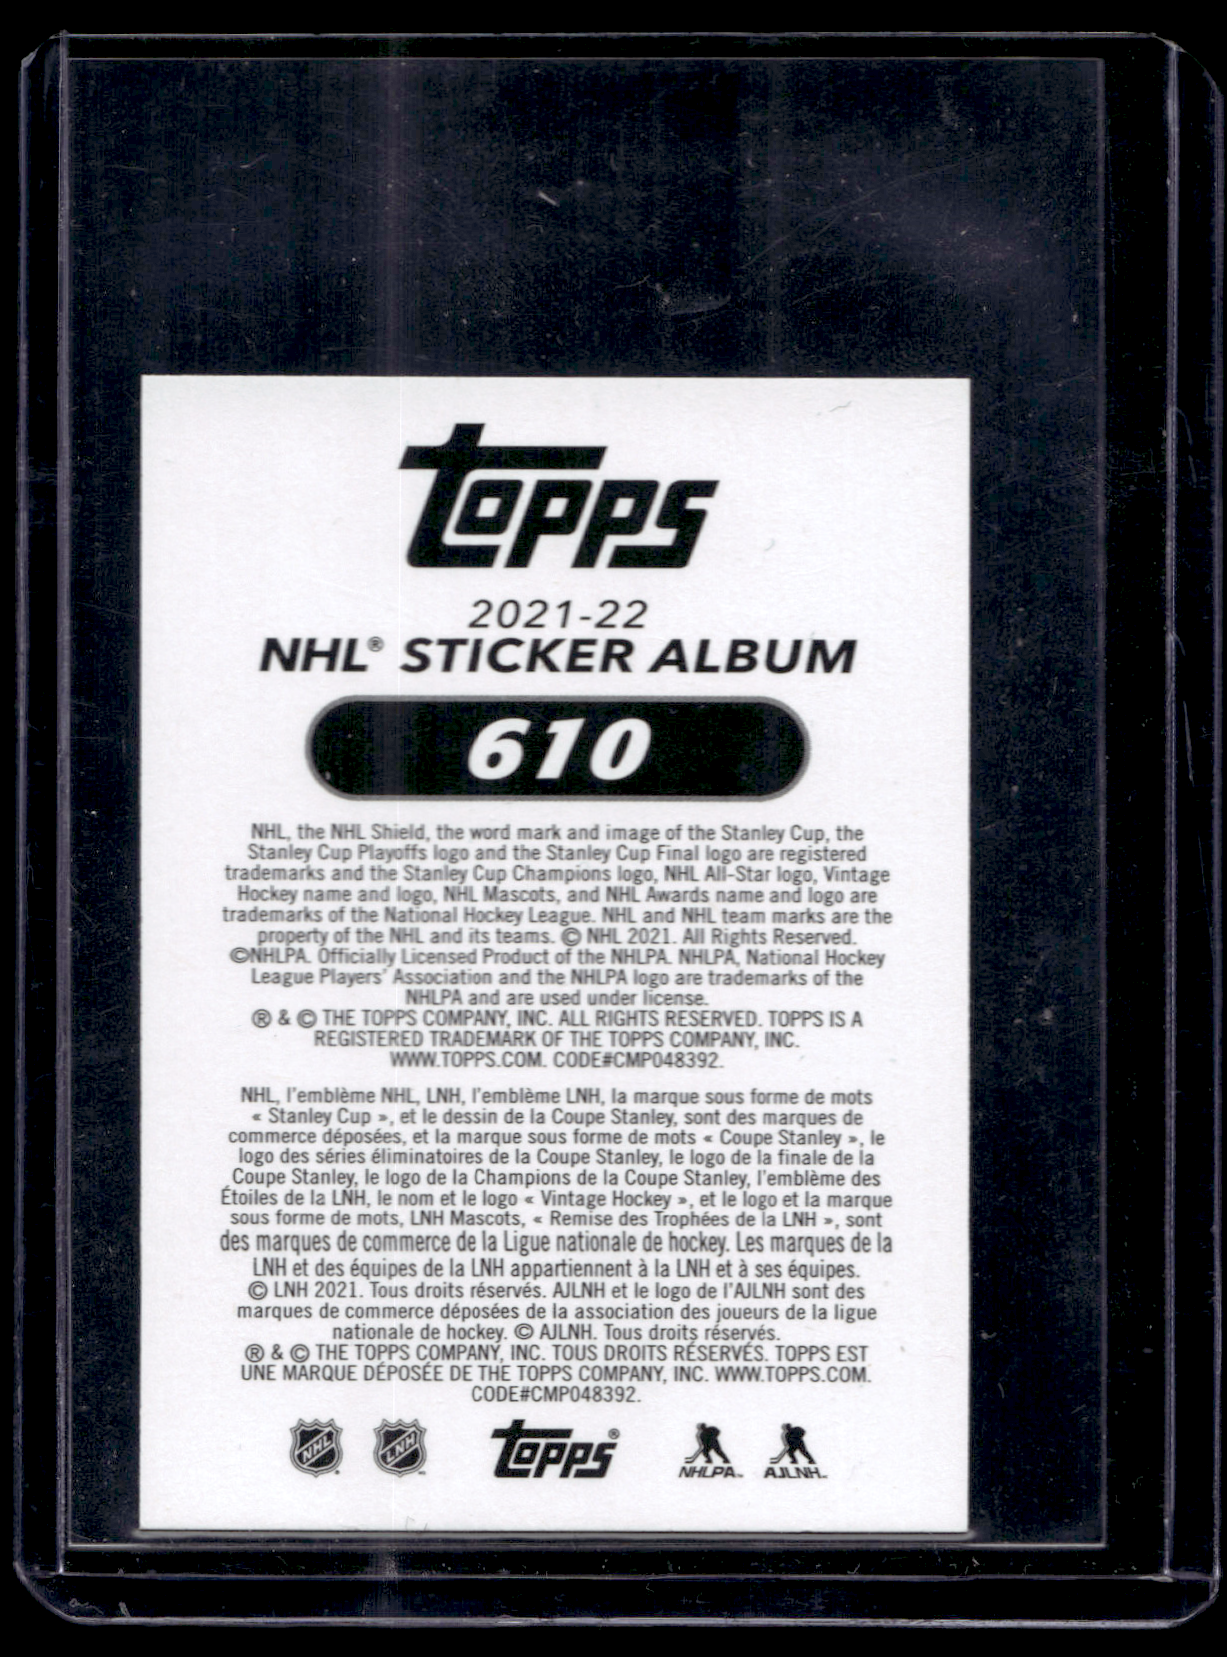 topps
2021-22
NHL® STICKER ALBUM
610
NHL, the NHL Shield, the word mark and image of the Stanley Cup, the
Stanley Cup Playoffs logo and the Stanley Cup Final logo are registered
trademarks and the Stanley Cup Champions logo, NHL All-Star logo, Vintage
Hockey name and logo, NHL Mascots, and NHL Awards name and logo are
trademarks of the National Hockey League. NHL and NHL team marks are the
property of the NHL and its teams. © NHL 2021. All Rights Reserved.
©NHLPA. Officially Licensed Product of the NHLPA. NHLPA, National Hockey
League Players' Association and the NHLPA logo are trademarks of the
NHLPA and are used under license.
® & © THE TOPPS COMPANY, INC. ALL RIGHTS RESERVED. TOPPS IS A
REGISTERED TRADEMARK OF THE TOPPS COMPANY, INC.
WWW.TOPPS.COM. CODE#CMP048392.
NHL, l'emblème NHL, LNH, l'emblème LNH, la marque sous forme de mots
« Stanley Cup », et le dessin de la Coupe Stanley, sont des marques de
commerce déposées, et la marque sous forme de mots « Coupe Stanley », le
logo des séries éliminatoires de la Coupe Stanley, le logo de la finale de la
Coupe Stanley, le logo de la Champions de la Coupe Stanley, l'emblème des
Étoiles de la LNH, le nom et le logo « Vintage Hockey », et le logo et la marque
sous forme de mots, LNH Mascots, « Remise des Trophées de la LNH », sont
des marques de commerce de la Ligue nationale de hockey. Les marques de la
LNH et des équipes de la LNH appartiennent à la LNH et à ses équipes.
© LNH 2021. Tous droits réservés. AJLNH et le logo de l'AJLNH sont des
marques de commerce déposées de la association des joueurs de la ligue
nationale de hockey. © AJLNH. Tous droits réservés.
® & © THE TOPPS COMPANY, INC. TOUS DROITS RÉSERVÉS. TOPPS EST
UNE MARQUE DÉPOSÉE DE THE TOPPS COMPANY, INC. WWW.TOPPS.COM.
CODE#CMP048392.
NHL LNH topps® NHLPA™ AJLNH™